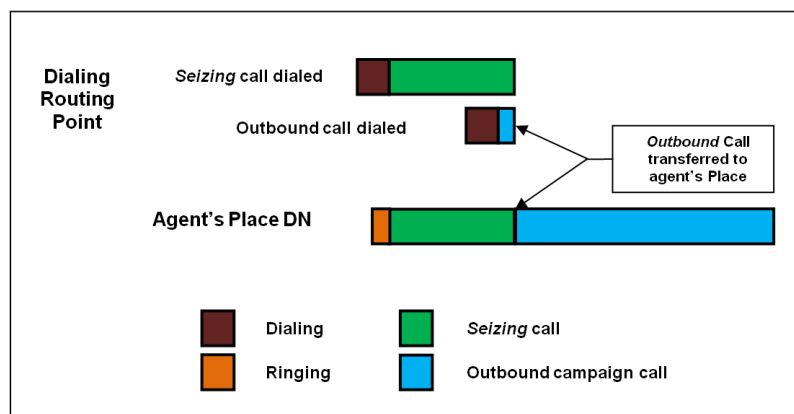 Dialing
Routing
Point
Seizing call dialed
Outbound call dialed
Outbound Call
transferred to
agent's Place
Agent's Place DN
Dialing
Seizing call
Ringing
Outbound campaign call